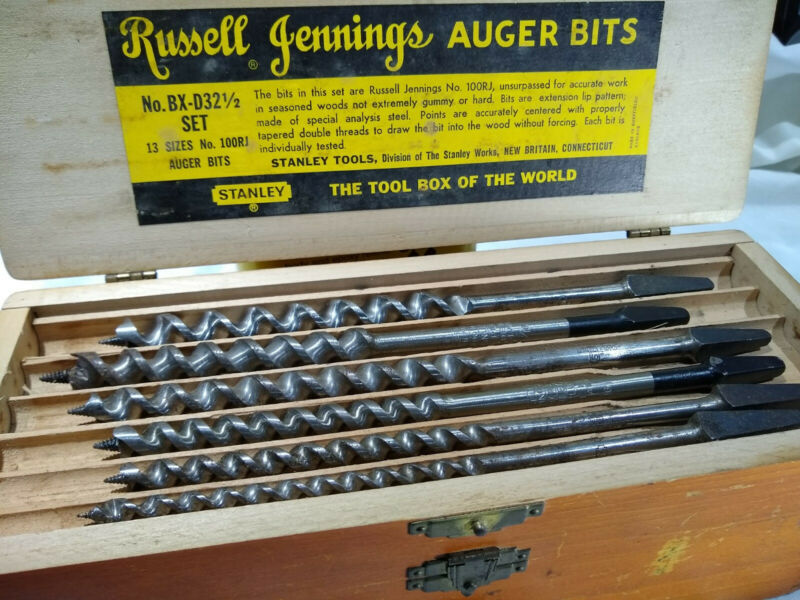 Russell Jennings AUGER BITS
®
No. BX-D32½
SET
13 SIZES No. 100RJ
AUGER BITS
The bits in this set are Russell Jennings No. 100RJ, unsurpassed for accurate work
in seasoned woods not extremely gummy or hard. Bits are extension lip pattern;
made of special analysis steel. Points are accurately centered with properly
tapered double threads to draw the bit into the wood without forcing. Each bit is
individually tested.
STANLEY TOOLS, Division of The Stanley Works, NEW BRITAIN, CONNECTICUT
STANLEY
®
THE TOOL BOX OF THE WORLD